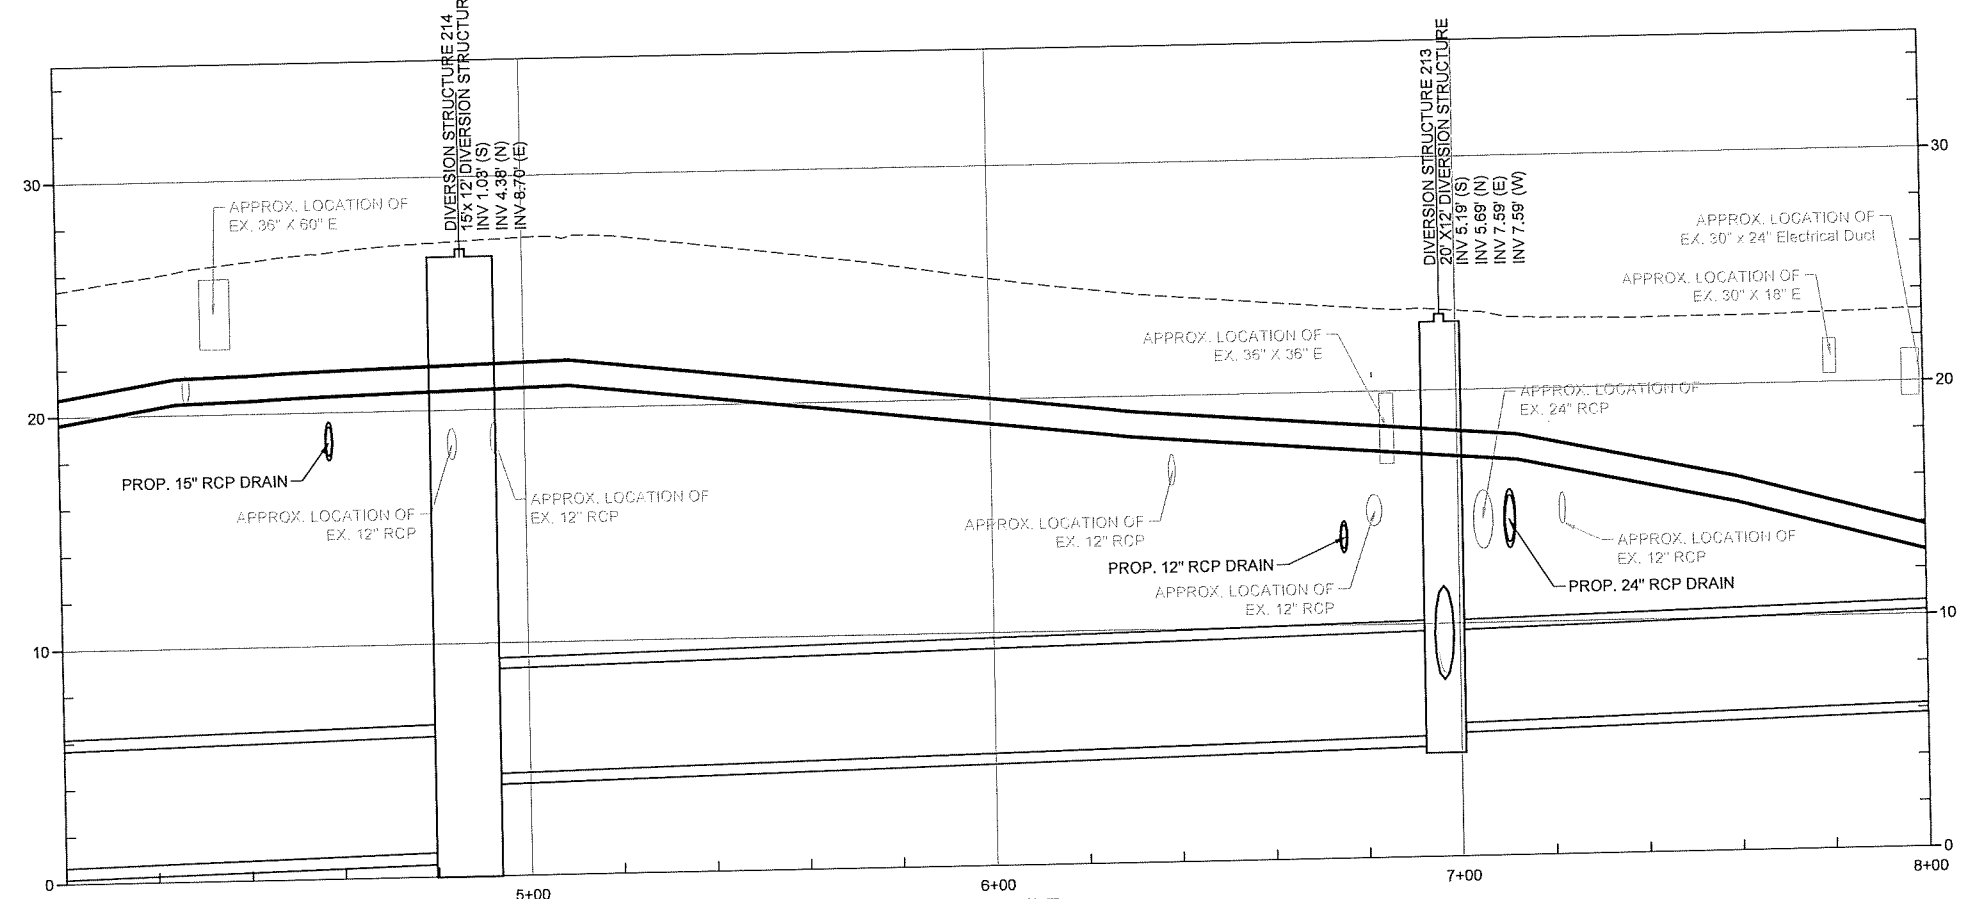 DIVERSION STRUCTURE 214
15'x 12' DIVERSION STRUCTUR
INV 1.03' (S)
INV 4.38' (N)
INV 8.70' (E)
DIVERSION STRUCTURE 213
20' X12' DIVERSION STRUCTURE
INV 5.19' (S)
INV 5.69' (N)
INV 7.59' (E)
INV 7.59' (W)
30
30
APPROX. LOCATION OF
EX. 36" X 60" E
APPROX. LOCATION OF
EX. 30" x 24" Electrical Duct
APPROX. LOCATION OF
EX. 30" X 18" E
APPROX. LOCATION OF
EX. 36" X 36" E
20
20
APPROX. LOCATION OF
EX. 24" RCP
PROP. 15" RCP DRAIN
APPROX. LOCATION OF
EX. 12" RCP
APPROX. LOCATION OF
EX. 12" RCP
APPROX. LOCATION OF
EX. 12" RCP
PROP. 12" RCP DRAIN
APPROX. LOCATION OF
EX. 12" RCP
APPROX. LOCATION OF
EX. 12" RCP
PROP. 24" RCP DRAIN
10
10
0
0
5+00
6+00
7+00
8+00